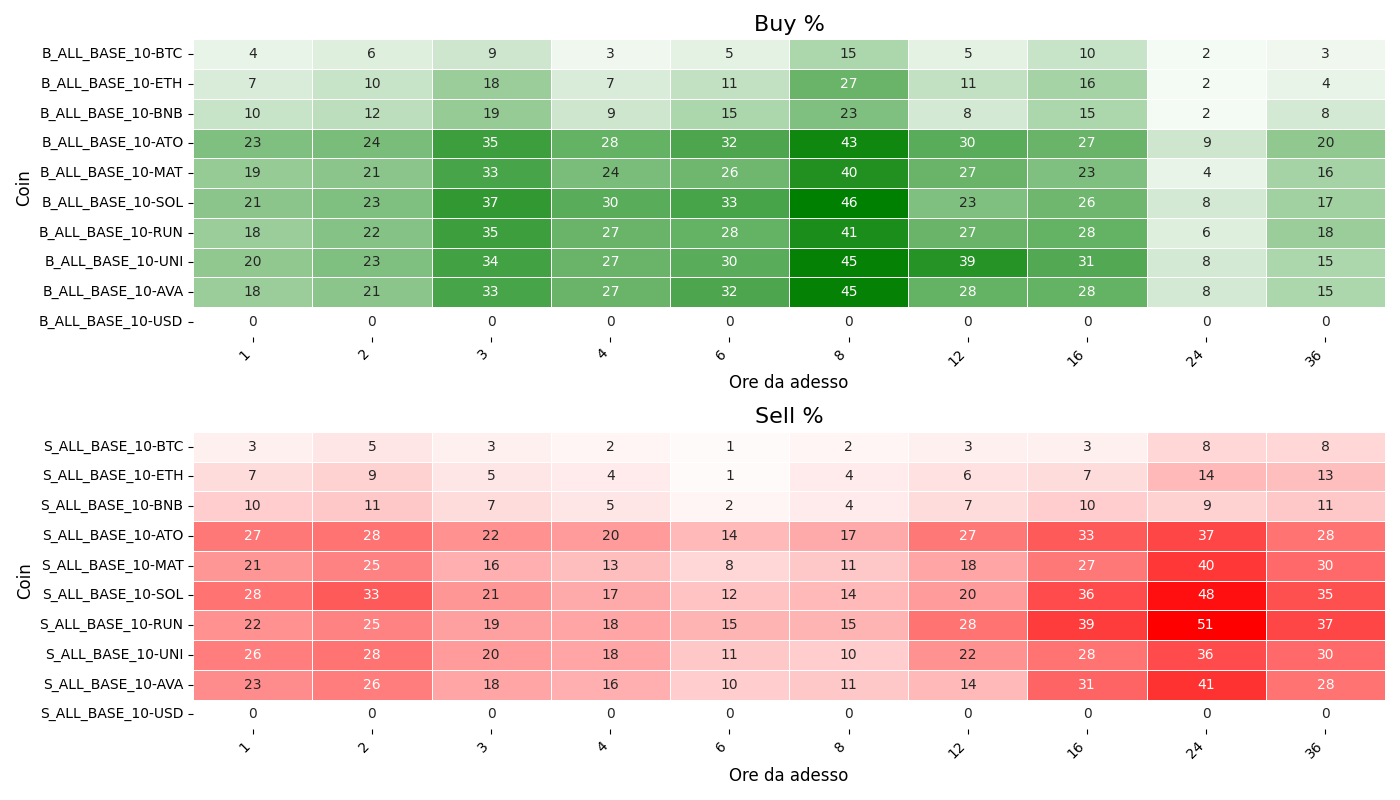 Buy %
Coin
B_ALL_BASE_10-BTC 4 6 9 3 5 15 5 10 2 3
B_ALL_BASE_10-ETH 7 10 18 7 11 27 11 16 2 4
B_ALL_BASE_10-BNB 10 12 19 9 15 23 8 15 2 8
B_ALL_BASE_10-ATO 23 24 35 28 32 43 30 27 9 20
B_ALL_BASE_10-MAT 19 21 33 24 26 40 27 23 4 16
B_ALL_BASE_10-SOL 21 23 37 30 33 46 23 26 8 17
B_ALL_BASE_10-RUN 18 22 35 27 28 41 27 28 6 18
B_ALL_BASE_10-UNI 20 23 34 27 30 45 39 31 8 15
B_ALL_BASE_10-AVA 18 21 33 27 32 45 28 28 8 15
B_ALL_BASE_10-USD 0 0 0 0 0 0 0 0 0 0
1 2 3 4 6 8 12 16 24 36
Ore da adesso
Sell %
Coin
S_ALL_BASE_10-BTC 3 5 3 2 1 2 3 3 8 8
S_ALL_BASE_10-ETH 7 9 5 4 1 4 6 7 14 13
S_ALL_BASE_10-BNB 10 11 7 5 2 4 7 10 9 11
S_ALL_BASE_10-ATO 27 28 22 20 14 17 27 33 37 28
S_ALL_BASE_10-MAT 21 25 16 13 8 11 18 27 40 30
S_ALL_BASE_10-SOL 28 33 21 17 12 14 20 36 48 35
S_ALL_BASE_10-RUN 22 25 19 18 15 15 28 39 51 37
S_ALL_BASE_10-UNI 26 28 20 18 11 10 22 28 36 30
S_ALL_BASE_10-AVA 23 26 18 16 10 11 14 31 41 28
S_ALL_BASE_10-USD 0 0 0 0 0 0 0 0 0 0
1 2 3 4 6 8 12 16 24 36
Ore da adesso